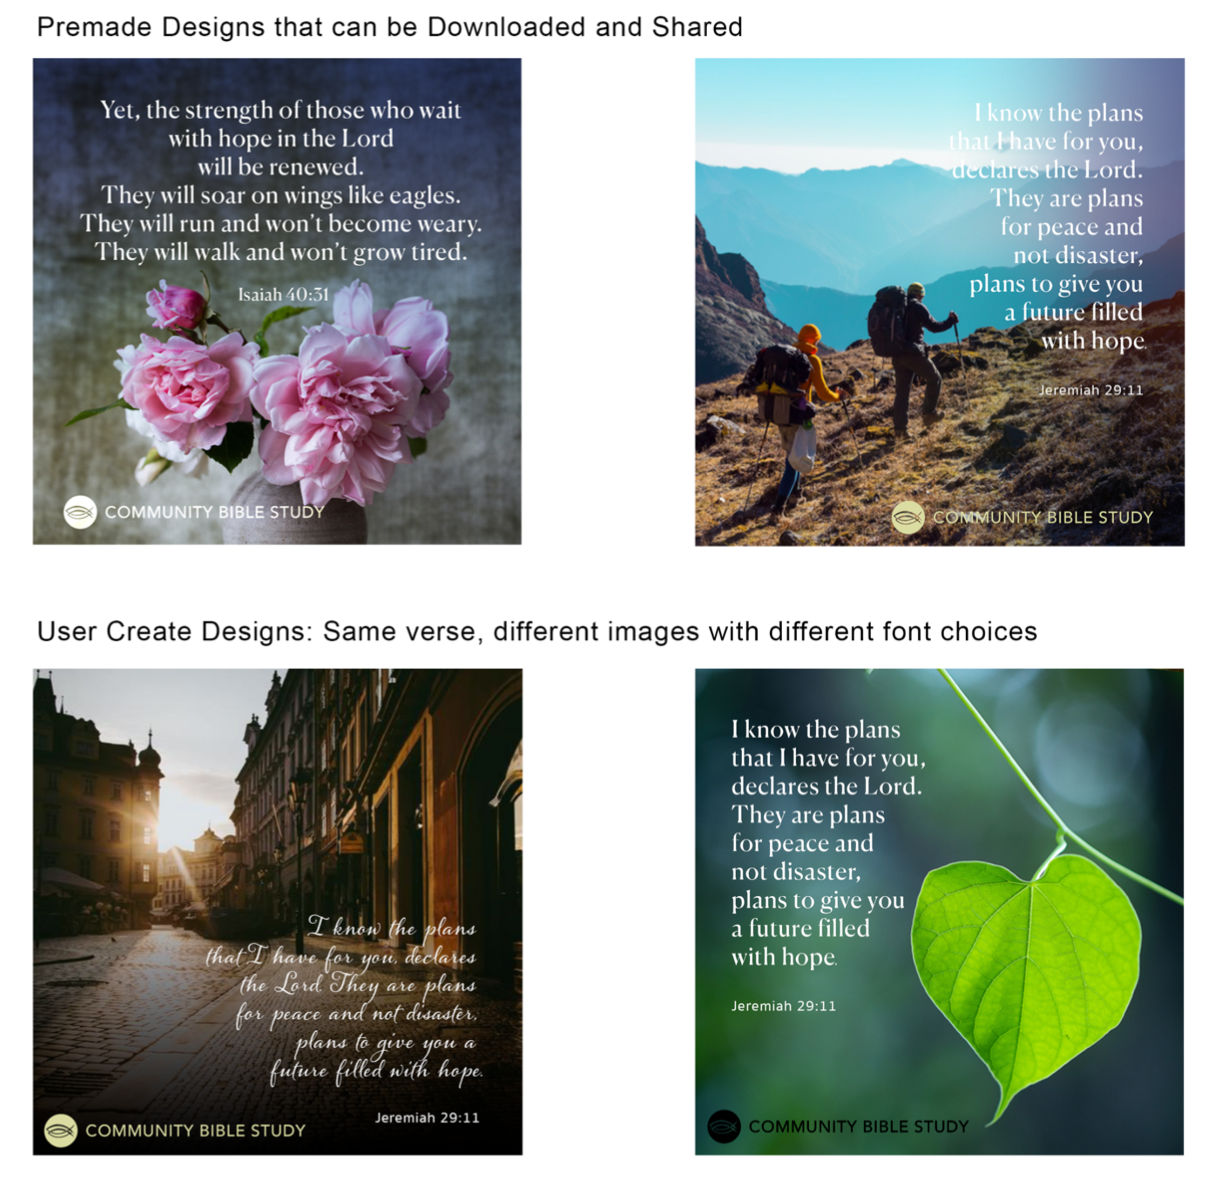 Premade Designs that can be Downloaded and Shared
Yet, the strength of those who wait
with hope in the Lord
will be renewed.
They will soar on wings like eagles.
They will run and won't become weary.
They will walk and won't grow tired.
Isaiah 40:31
COMMUNITY BIBLE STUDY
I know the plans
that I have for you,
declares the Lord.
They are plans
for peace and
not disaster,
plans to give you
a future filled
with hope.
Jeremiah 29:11
COMMUNITY BIBLE STUDY
User Create Designs: Same verse, different images with different font choices
I know the plans
that I have for you, declares
the Lord They are plans
for peace and not disaster,
plans to give you a
future filled with hope.
Jeremiah 29:11
COMMUNITY BIBLE STUDY
I know the plans
that I have for you,
declares the Lord.
They are plans
for peace and
not disaster,
plans to give you
a future filled
with hope.
Jeremiah 29:11
COMMUNITY BIBLE STUDY